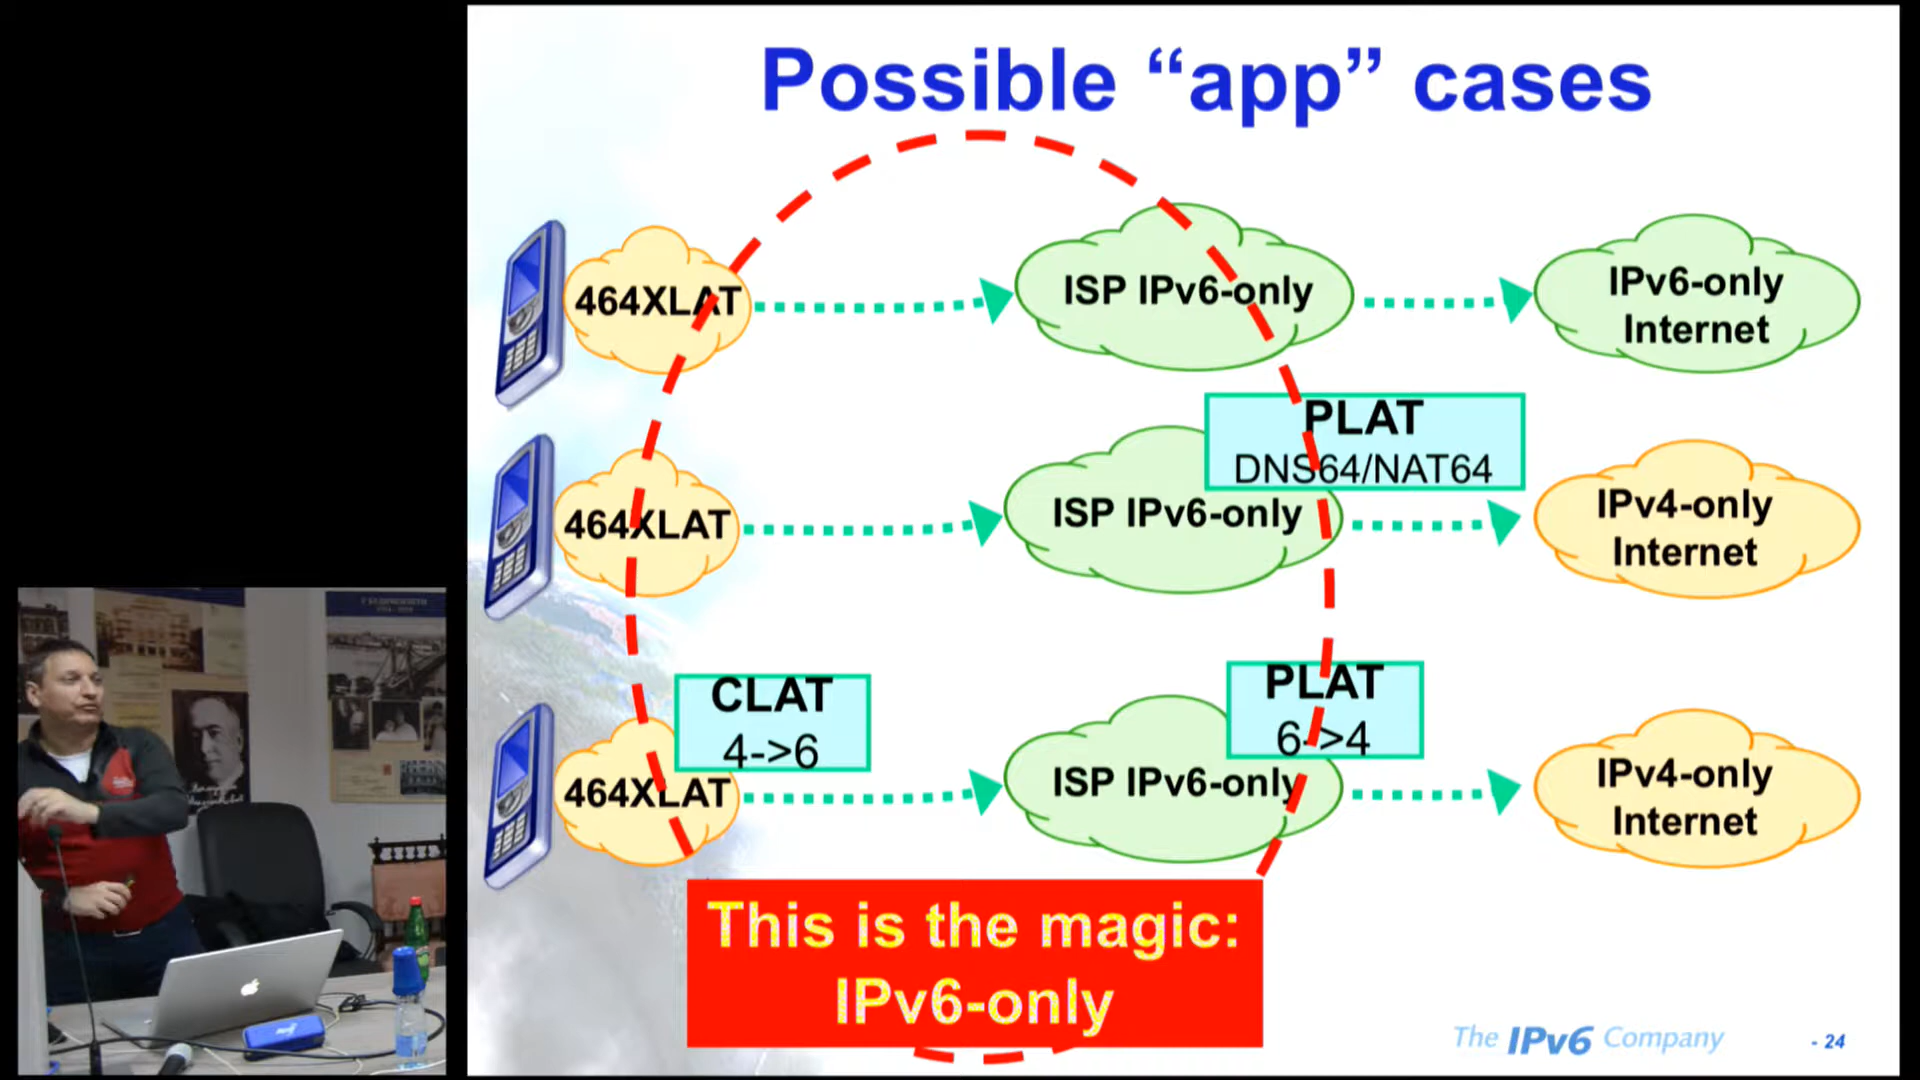 Possible “app” cases
464XLAT
ISP IPv6-only
IPv6-only
Internet
PLAT
DNS64/NAT64
464XLAT
ISP IPv6-only
IPv4-only
Internet
CLAT
4->6
PLAT
6->4
464XLAT
ISP IPv6-only
IPv4-only
Internet
This is the magic:
IPv6-only
The IPv6 Company
- 24